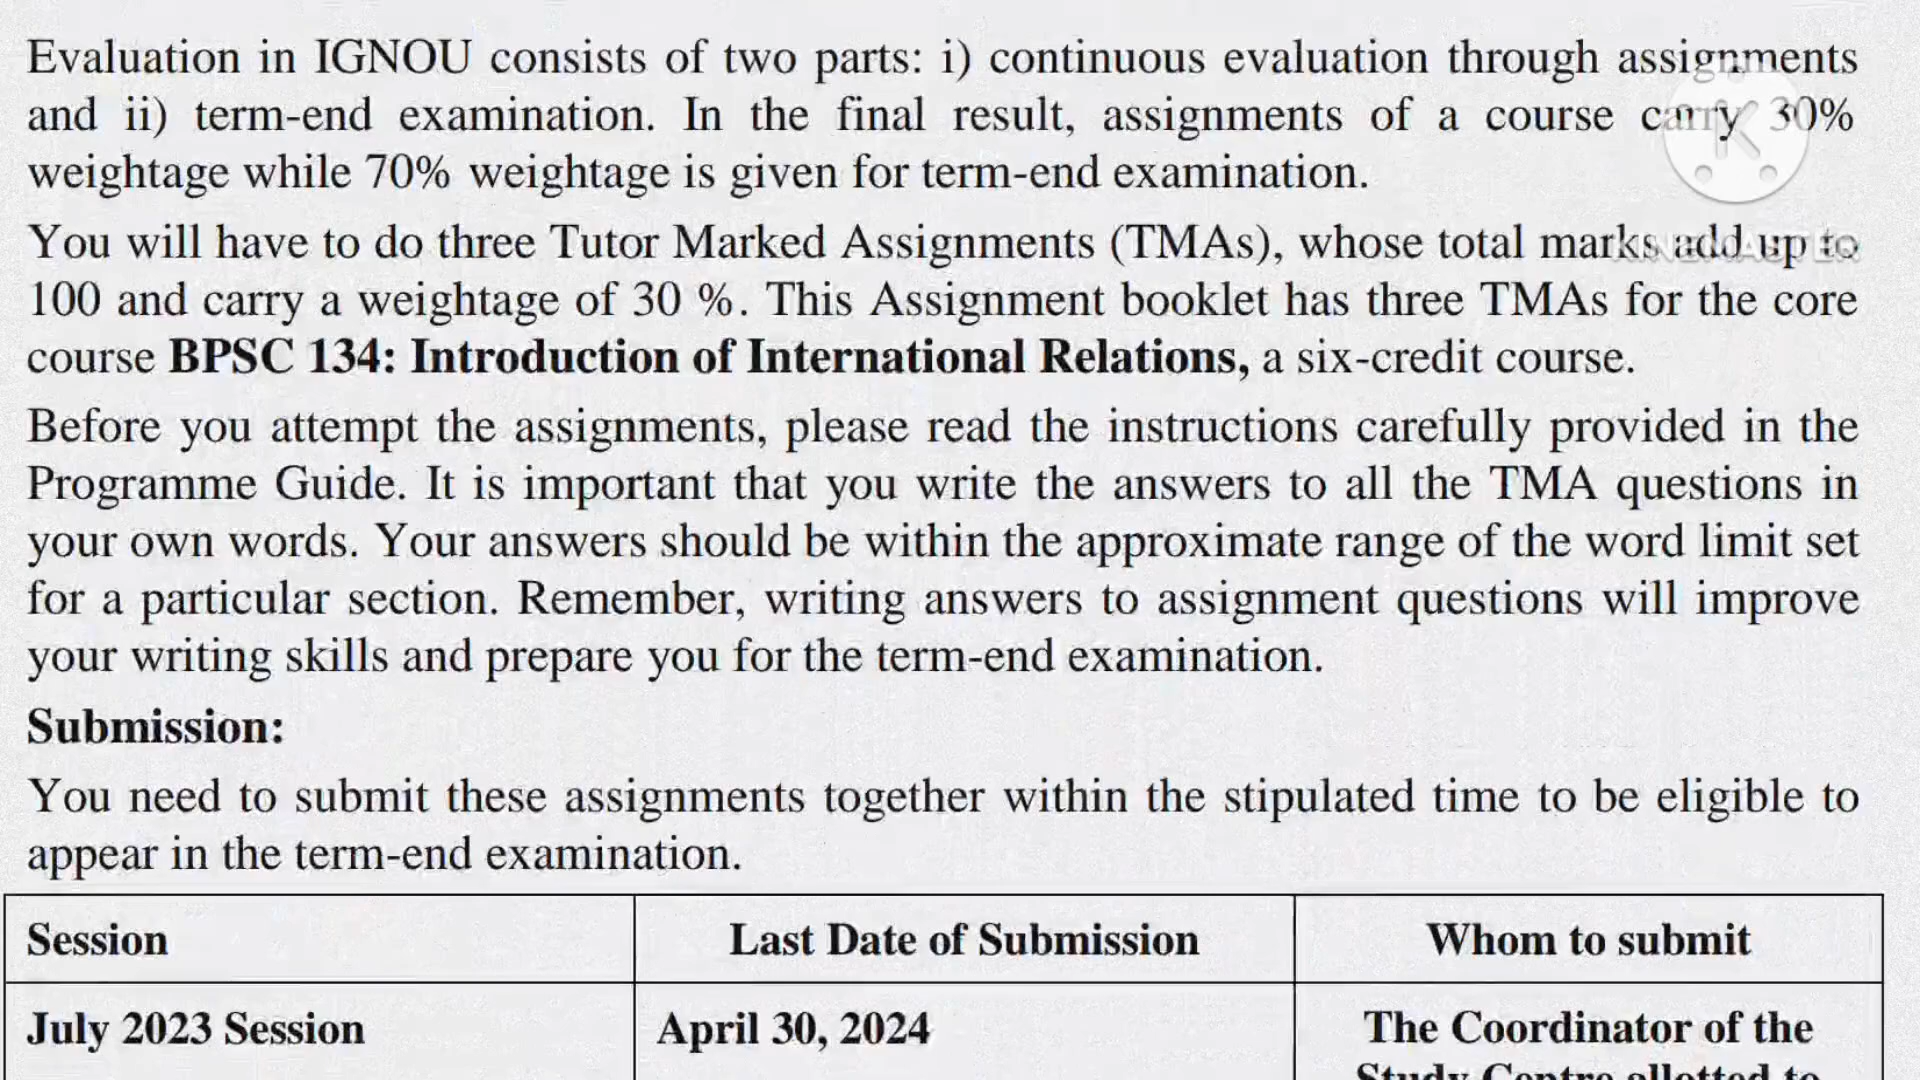 Evaluation in IGNOU consists of two parts: i) continuous evaluation through assignments
and ii) term-end examination. In the final result, assignments of a course carry 30%
weightage while 70% weightage is given for term-end examination.
You will have to do three Tutor Marked Assignments (TMAs), whose total marks add up to
100 and carry a weightage of 30 %. This Assignment booklet has three TMAs for the core
course BPSC 134: Introduction of International Relations, a six-credit course.
Before you attempt the assignments, please read the instructions carefully provided in the
Programme Guide. It is important that you write the answers to all the TMA questions in
your own words. Your answers should be within the approximate range of the word limit set
for a particular section. Remember, writing answers to assignment questions will improve
your writing skills and prepare you for the term-end examination.
Submission:
You need to submit these assignments together within the stipulated time to be eligible to
appear in the term-end examination.
Session Last Date of Submission Whom to submit
July 2023 Session April 30, 2024 The Coordinator of the
Study Centre allotted to
K
KINEMASTER